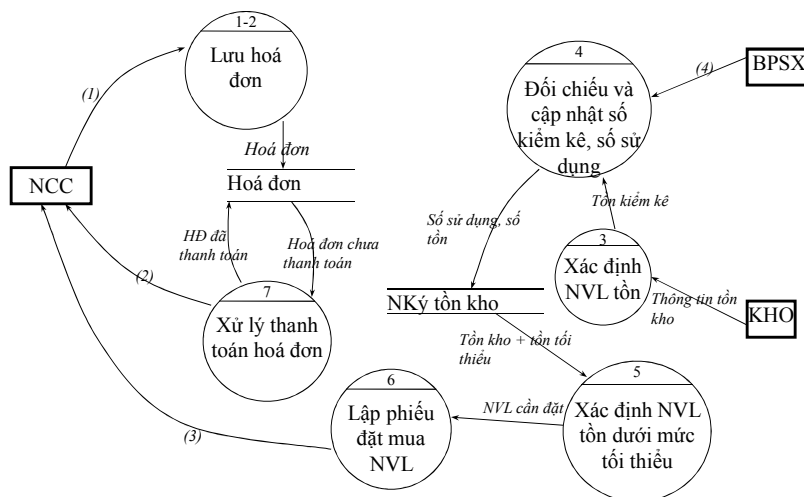 1-2
Lưu hoá
đơn
(1)
Hoá đơn
Hoá đơn
NCC
HĐ đã
thanh toán
Hoá đơn chưa
thanh toán
(2)
7
Xử lý thanh
toán hoá đơn
(3)
4
Đối chiếu và
cập nhật số
kiểm kê, số sử
dụng
(4)
BPSX
Tồn kiểm kê
Số sử dụng, số
tồn
3
Xác định
NVL tồn
Thông tin tồn
kho
KHO
NKý tồn kho
Tồn kho + tồn tối
thiểu
6
Lập phiếu
đặt mua
NVL
NVL cần đặt
5
Xác định NVL
tồn dưới mức
tối thiểu